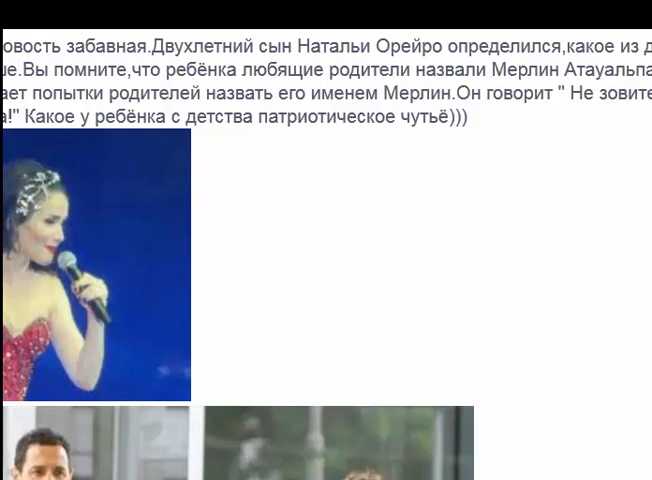 овость забавная.Двухлетний сын Натальи Орейро определился,какое из д
ше.Вы помните,что ребёнка любящие родители назвали Мерлин Атауальпа
ает попытки родителей назвать его именем Мерлин.Он говорит " Не зовите
а!" Какое у ребёнка с детства патриотическое чутьё)))